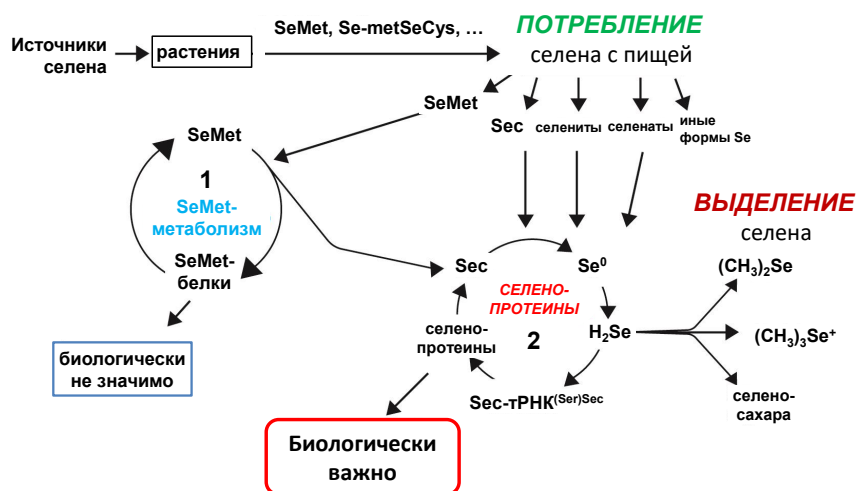 SeMet, Se-metSeCys, ...
ПОТРЕБЛЕНИЕ
селена с пищей
Источники
селена
растения
SeMet
Sec
селениты
селенаты
иные
формы Se
SeMet
1
SeMet-
метаболизм
SeMet-
белки
биологически
не значимо
Sec
Se⁰
СЕЛЕНО-
ПРОТЕИНЫ
2
селено-
протеины
H₂Se
Sec-тРНК⁽ˢᵉʳ⁾ˢᵉᶜ
Биологически
важно
ВЫДЕЛЕНИЕ
селена
(CH₃)₂Se
(CH₃)₃Se⁺
селено-
сахара